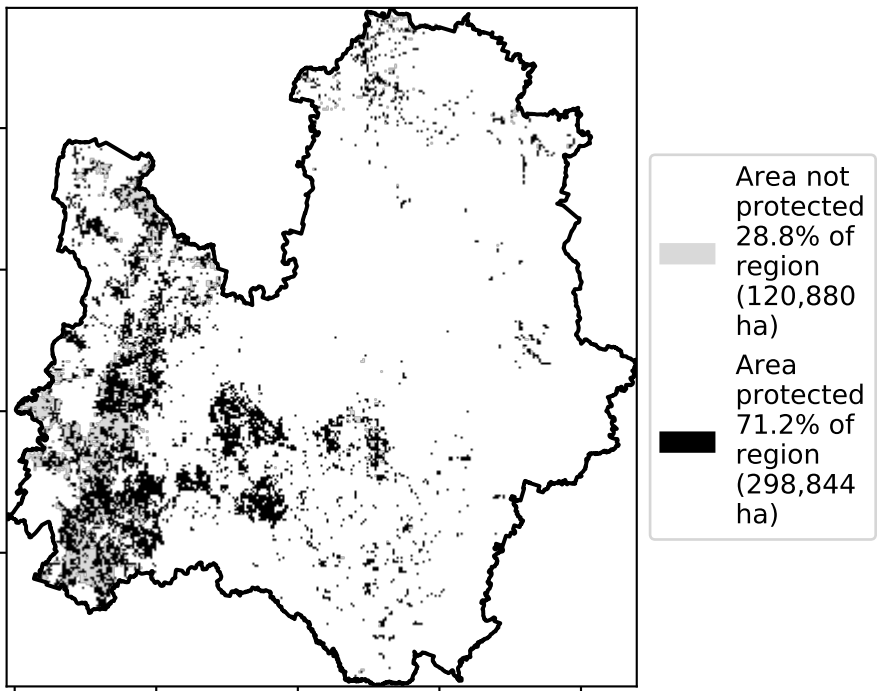 Area not
protected
28.8% of
region
(120,880
ha)
Area
protected
71.2% of
region
(298,844
ha)